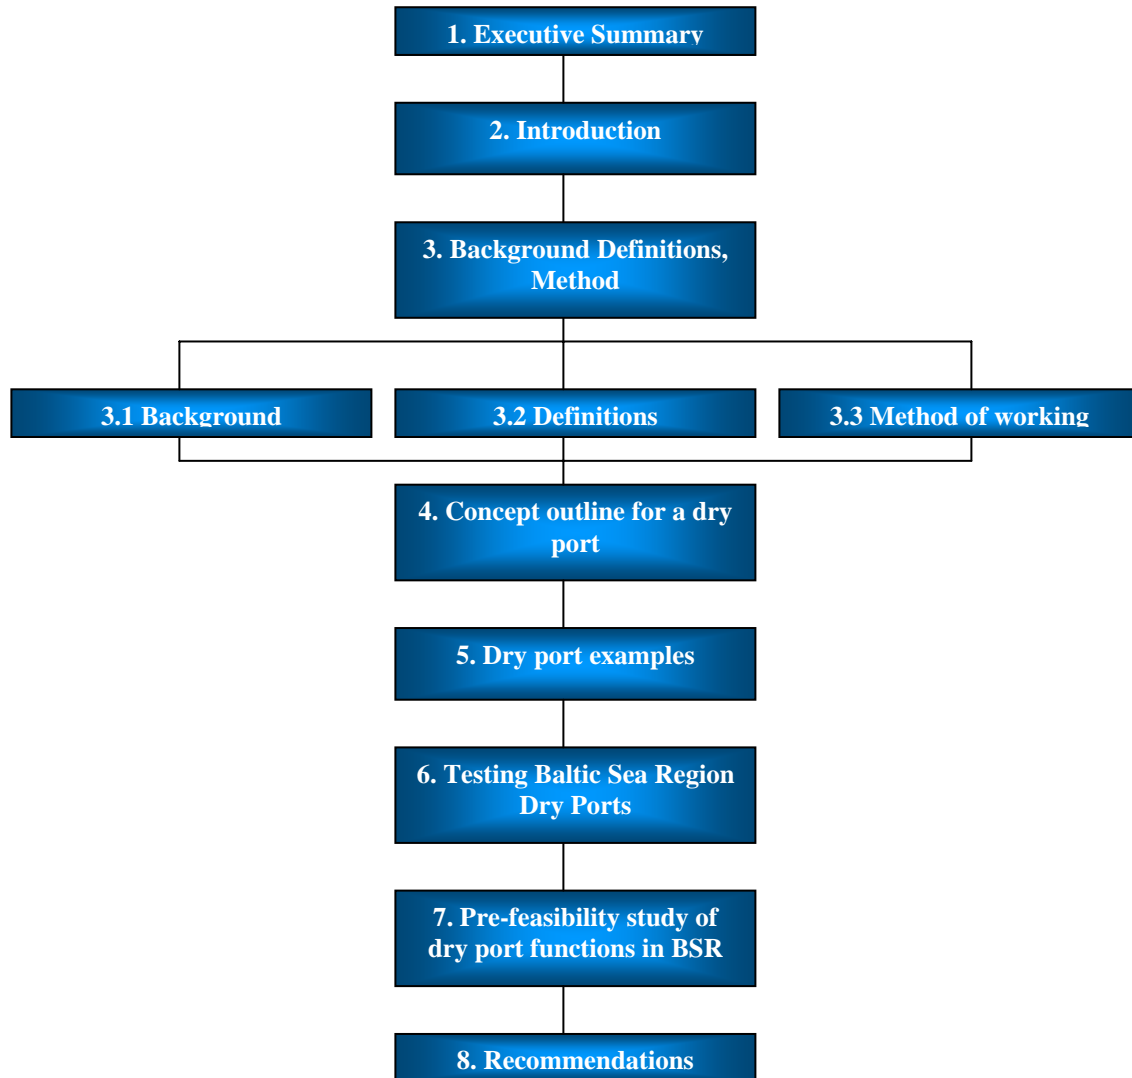 1. Executive Summary
2. Introduction
3. Background Definitions,
Method
3.1 Background
3.2 Definitions
3.3 Method of working
4. Concept outline for a dry
port
5. Dry port examples
6. Testing Baltic Sea Region
Dry Ports
7. Pre-feasibility study of
dry port functions in BSR
8. Recommendations